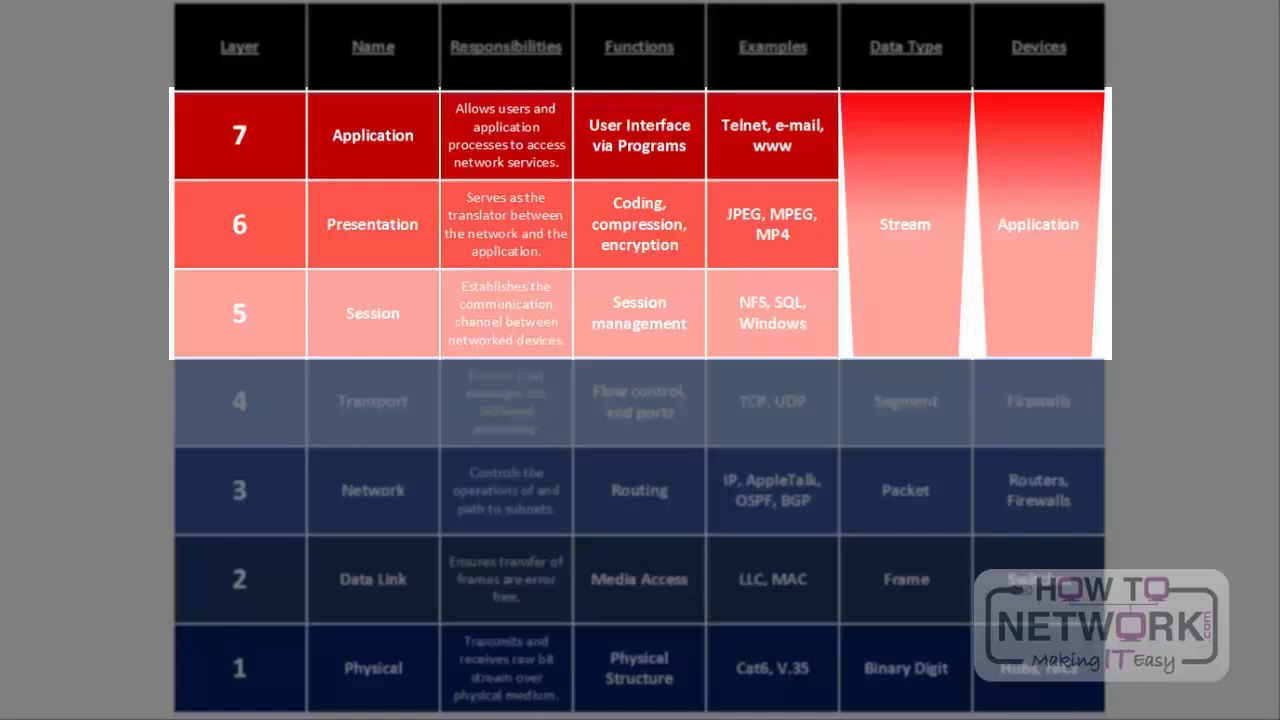 Layer
Name
Responsibilities
Functions
Examples
Data Type
Devices
7
Application
Allows users and
application
processes to access
network services.
User Interface
via Programs
Telnet, e-mail,
www
6
Presentation
Serves as the
translator between
the network and the
application.
Coding,
compression,
encryption
JPEG, MPEG,
MP4
Stream
Application
5
Session
Establishes the
communication
channel between
networked devices.
Session
management
NFS, SQL,
Windows
4
Transport
Flow control,
and ports
TCP, UDP
Segment
Firewalls
3
Network
Controls the
operations of and
path to subnets.
Routing
IP, AppleTalk,
OSPF, BGP
Packet
Routers,
Firewalls
2
Data Link
Ensures transfer of
frames are error
free.
Media Access
LLC, MAC
Frame
1
Physical
Transmits and
receives raw bit
stream over
physical medium.
Physical
Structure
Cat6, V.35
Binary Digit
Hubs, NICs
HOW TO
NETWORK.com
Making IT Easy